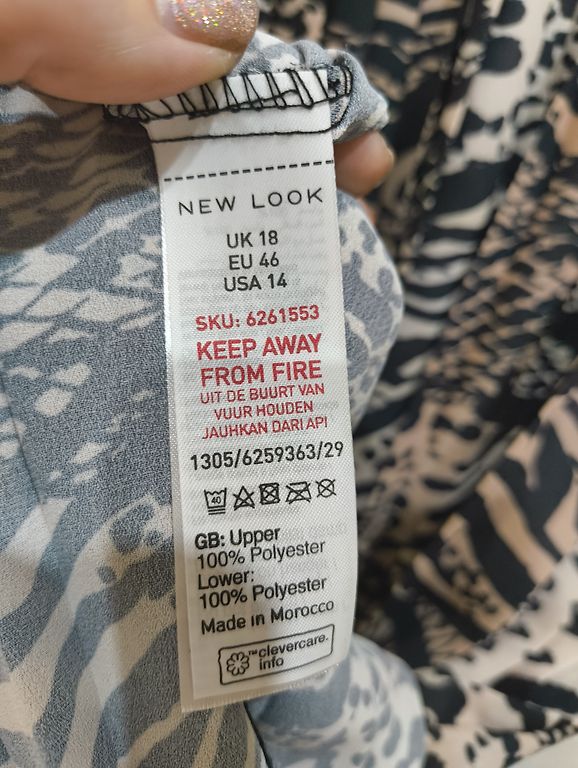 NEW LOOK
UK 18
EU 46
USA 14
SKU: 6261553
KEEP AWAY
FROM FIRE
UIT DE BUURT VAN
VUUR HOUDEN
JAUHKAN DARI API
1305/6259363/29
40
GB: Upper
100% Polyester
Lower:
100% Polyester
Made in Morocco
™clevercare.
info